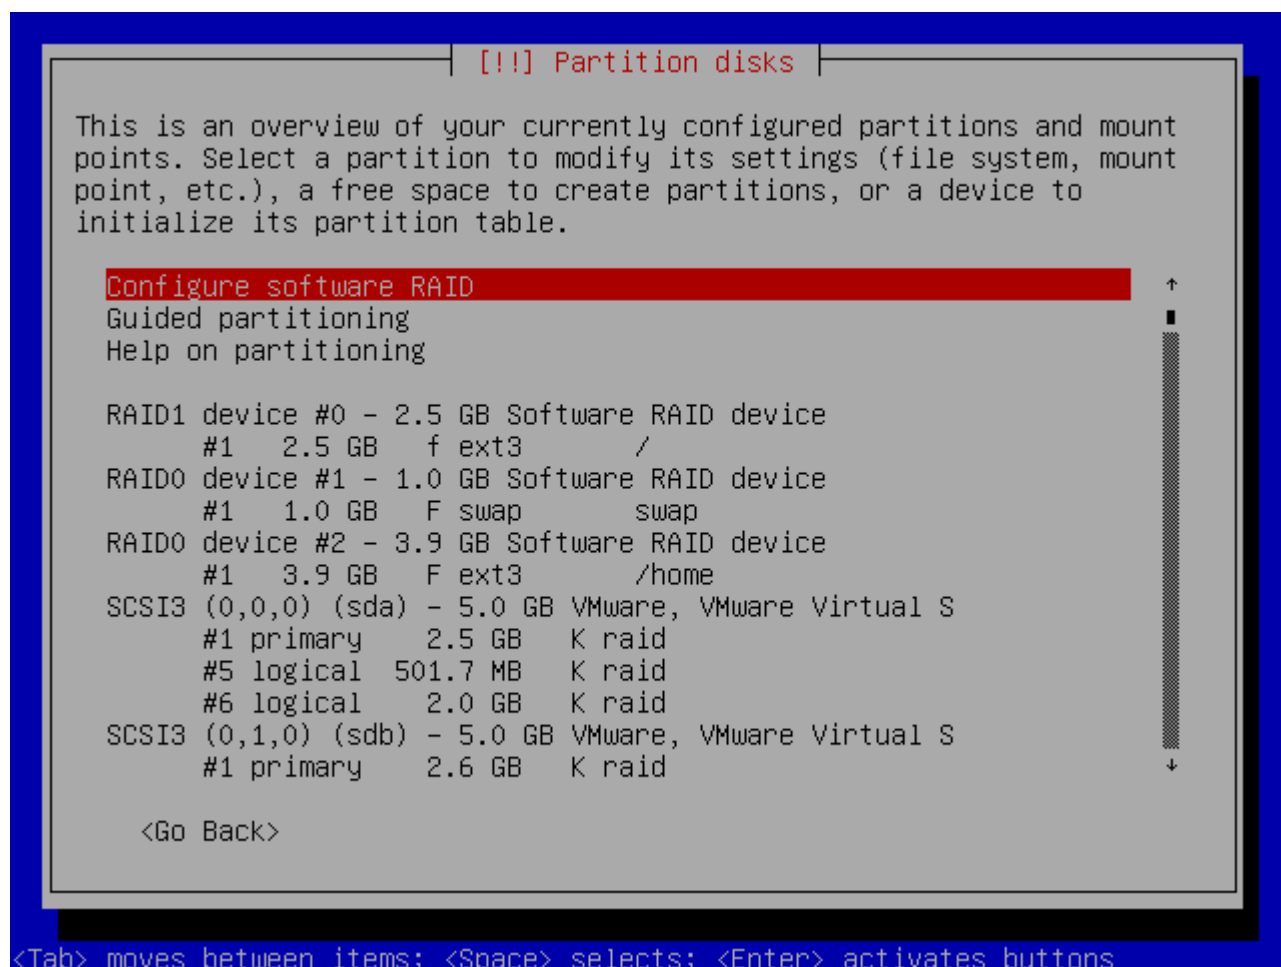 [!!] Partition disks
This is an overview of your currently configured partitions and mount
points. Select a partition to modify its settings (file system, mount
point, etc.), a free space to create partitions, or a device to
initialize its partition table.
Configure software RAID
Guided partitioning
Help on partitioning
RAID1 device #0 - 2.5 GB Software RAID device
#1 2.5 GB f ext3 /
RAID0 device #1 - 1.0 GB Software RAID device
#1 1.0 GB F swap swap
RAID0 device #2 - 3.9 GB Software RAID device
#1 3.9 GB F ext3 /home
SCSI3 (0,0,0) (sda) - 5.0 GB VMware, VMware Virtual S
#1 primary 2.5 GB K raid
#5 logical 501.7 MB K raid
#6 logical 2.0 GB K raid
SCSI3 (0,1,0) (sdb) - 5.0 GB VMware, VMware Virtual S
#1 primary 2.6 GB K raid
<Go Back>
<Tab> moves between items; <Space> selects; <Enter> activates buttons